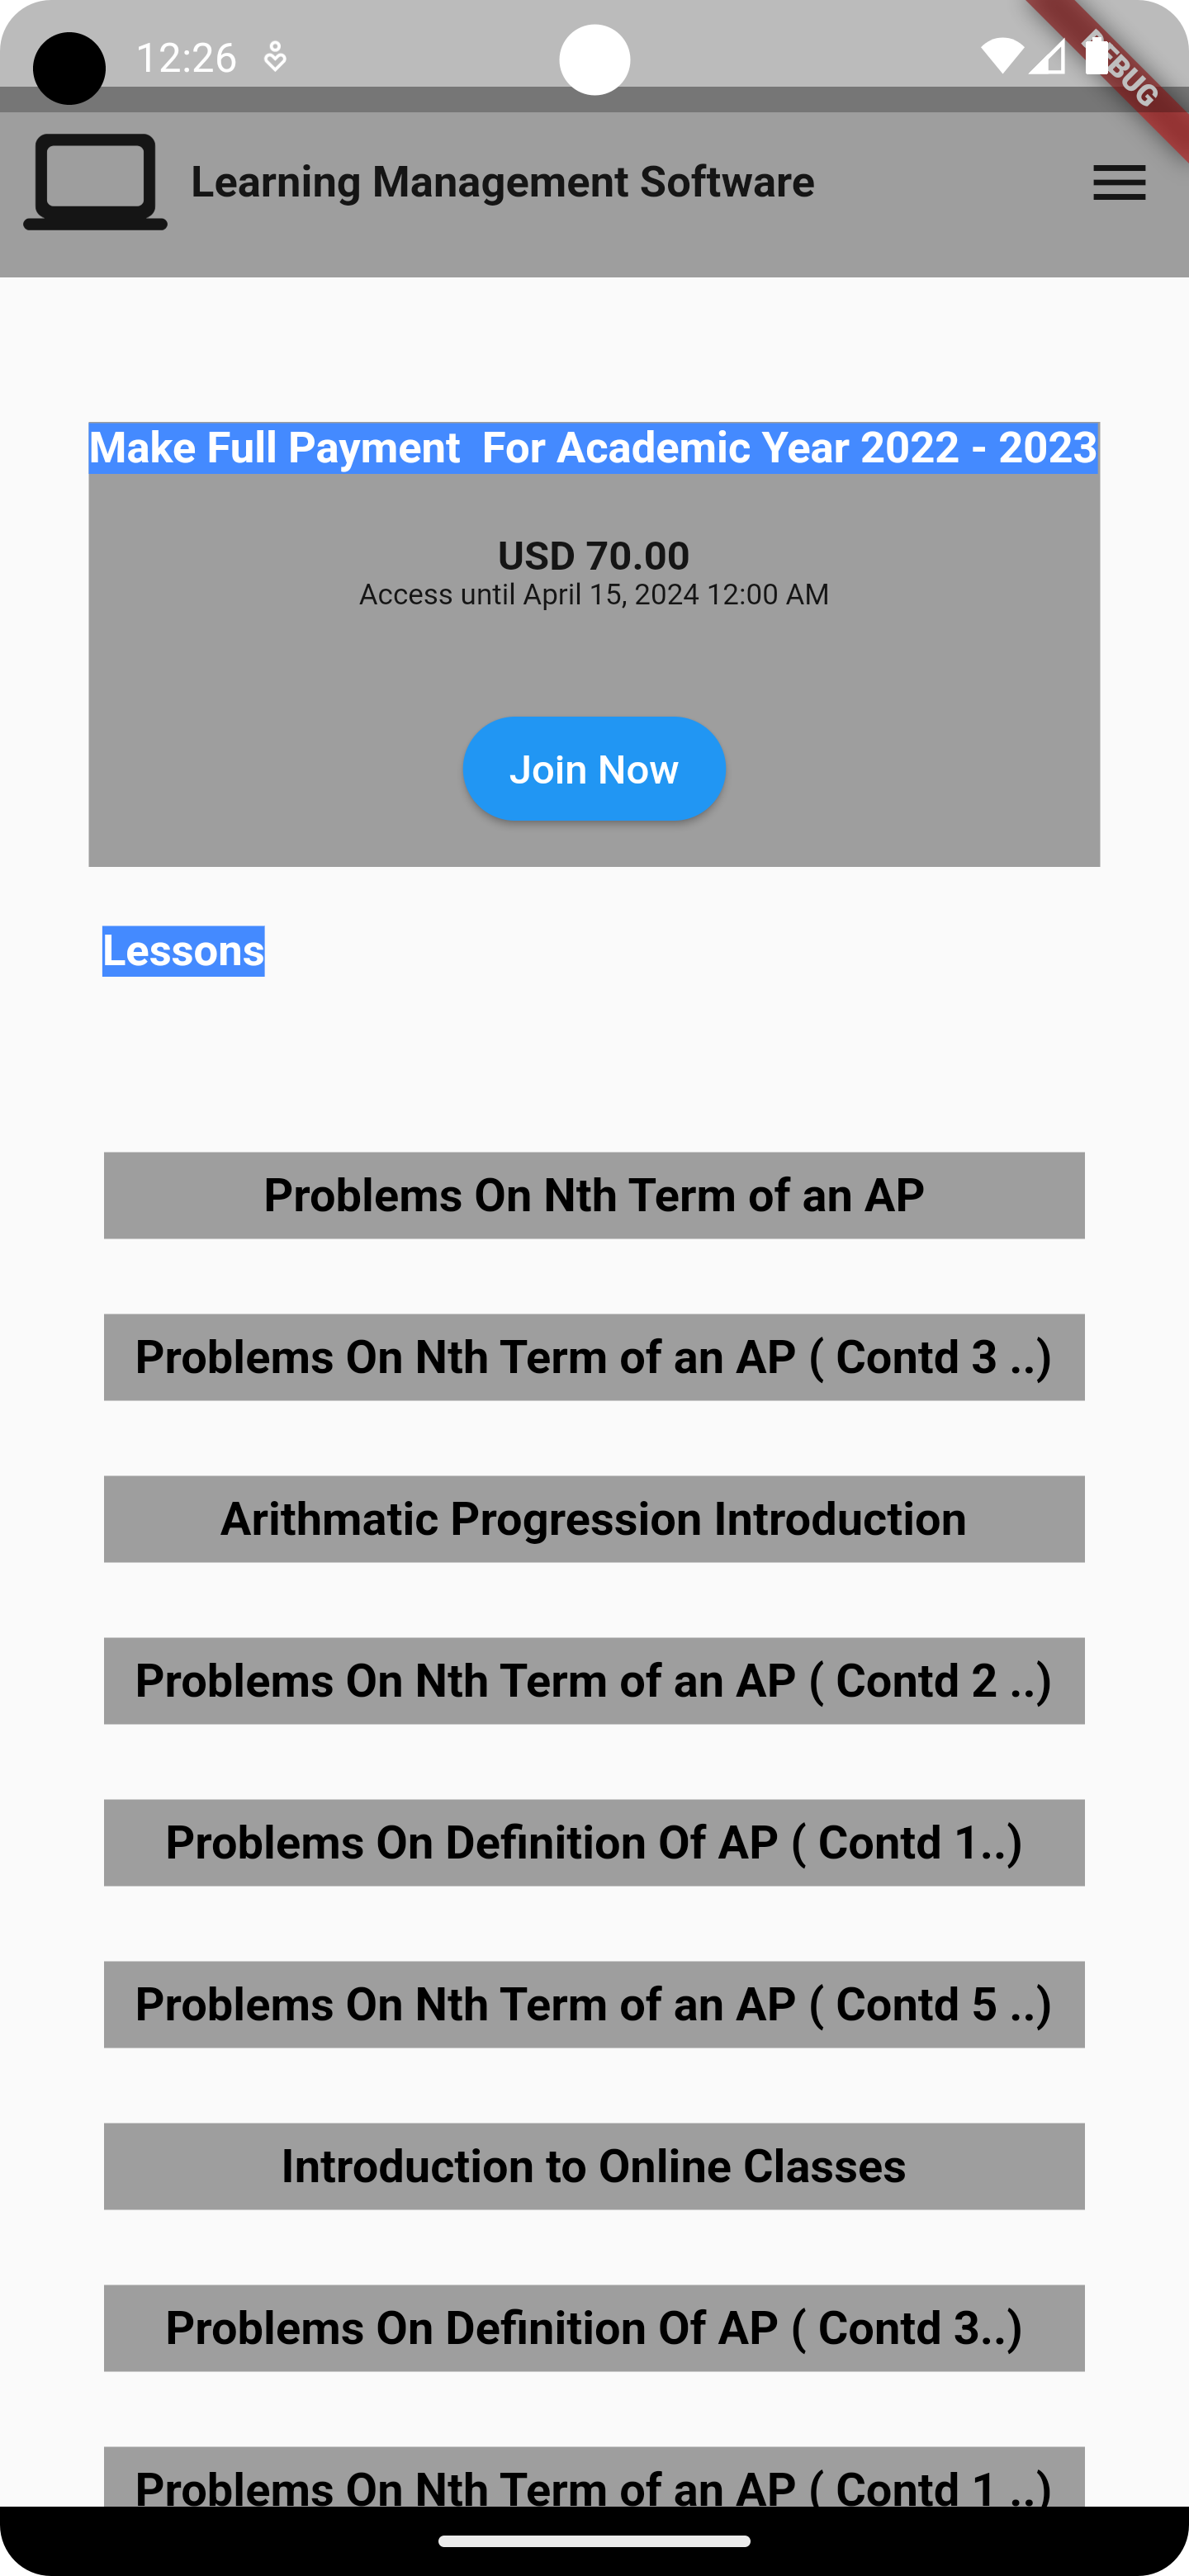 12:26
DEBUG
Learning Management Software
Make Full Payment  For Academic Year 2022 - 2023
USD 70.00
Access until April 15, 2024 12:00 AM
Join Now
Lessons
Problems On Nth Term of an AP
Problems On Nth Term of an AP ( Contd 3 ..)
Arithmatic Progression Introduction
Problems On Nth Term of an AP ( Contd 2 ..)
Problems On Definition Of AP ( Contd 1..)
Problems On Nth Term of an AP ( Contd 5 ..)
Introduction to Online Classes
Problems On Definition Of AP ( Contd 3..)
Problems On Nth Term of an AP ( Contd 1 ..)